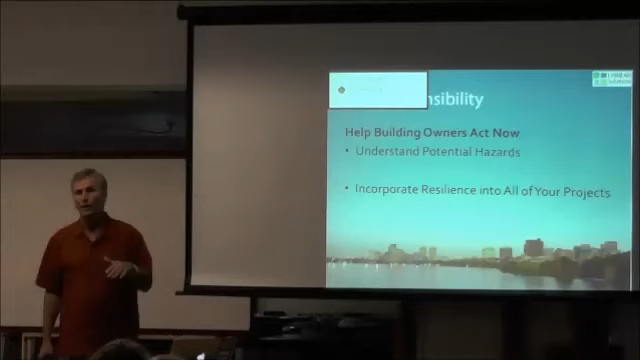 nsibility
Help Building Owners Act Now
• Understand Potential Hazards
• Incorporate Resilience into All of Your Projects